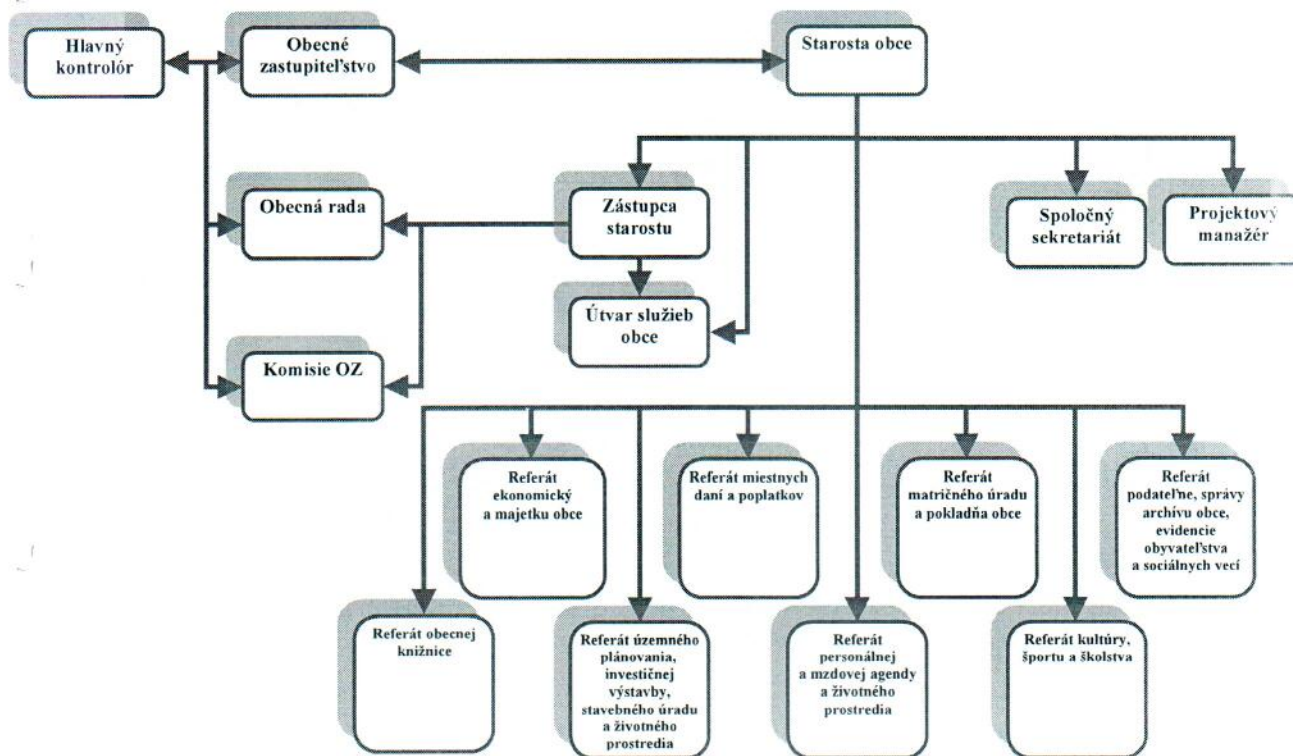 Hlavný
kontrolór
Obecné
zastupiteľstvo
Starosta obce
Obecná rada
Zástupca
starostu
Spoločný
sekretariát
Projektový
manažér
Útvar služieb
obce
Komisie OZ
Referát
ekonomický
a majetku obce
Referát miestnych
daní a poplatkov
Referát
matričného úradu
a pokladňa obce
Referát
podateľne, správy
archívu obce,
evidencie
obyvateľstva
a sociálnych vecí
Referát obecnej
knižnice
Referát územného
plánovania,
investičnej
výstavby,
stavebného úradu
a životného
prostredia
Referát
personálnej
a mzdovej agendy
a životného
prostredia
Referát kultúry,
športu a školstva